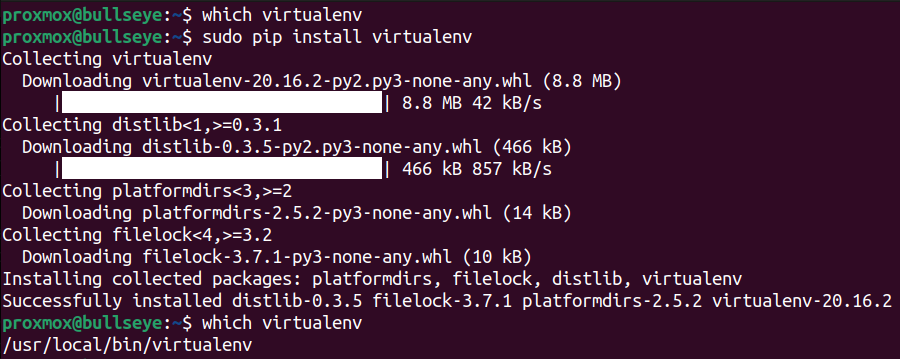 proxmox@bullseye:~$ which virtualenv
proxmox@bullseye:~$ sudo pip install virtualenv
Collecting virtualenv
  Downloading virtualenv-20.16.2-py2.py3-none-any.whl (8.8 MB)
     |████████████████████████████████| 8.8 MB 42 kB/s
Collecting distlib<1,>=0.3.1
  Downloading distlib-0.3.5-py2.py3-none-any.whl (466 kB)
     |████████████████████████████████| 466 kB 857 kB/s
Collecting platformdirs<3,>=2
  Downloading platformdirs-2.5.2-py3-none-any.whl (14 kB)
Collecting filelock<4,>=3.2
  Downloading filelock-3.7.1-py3-none-any.whl (10 kB)
Installing collected packages: platformdirs, filelock, distlib, virtualenv
Successfully installed distlib-0.3.5 filelock-3.7.1 platformdirs-2.5.2 virtualenv-20.16.2
proxmox@bullseye:~$ which virtualenv
/usr/local/bin/virtualenv